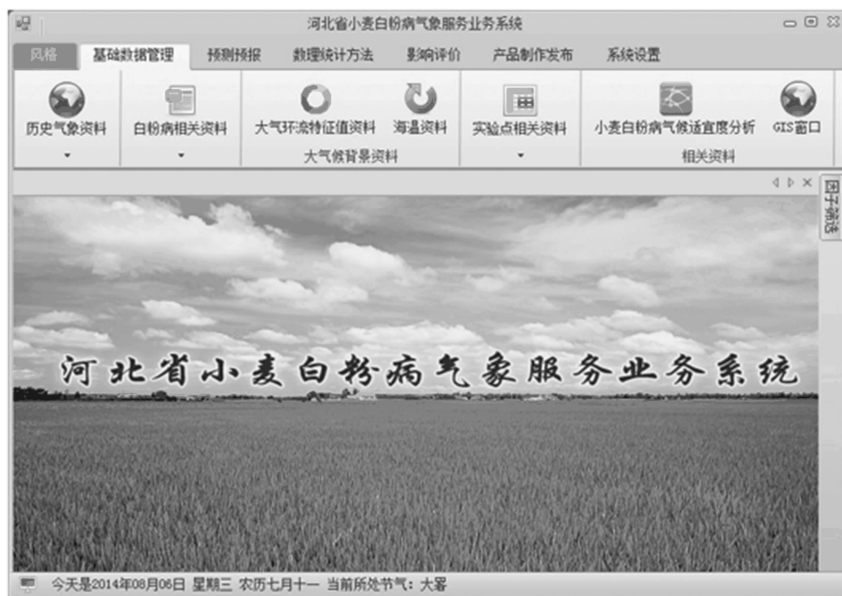 河北省小麦白粉病气象服务业务系统
风格 基础数据管理 预测预报 数理统计方法 影响评价 产品制作发布 系统设置
历史气象资料 白粉病相关资料 大气环流特征值资料 海温资料 实验点相关资料 小麦白粉病气候适宜度分析 GIS窗口
大气候背景资料 相关资料
因子筛选
河北省小麦白粉病气象服务业务系统
今天是2014年08月06日 星期三 农历七月十一 当前所处节气：大暑